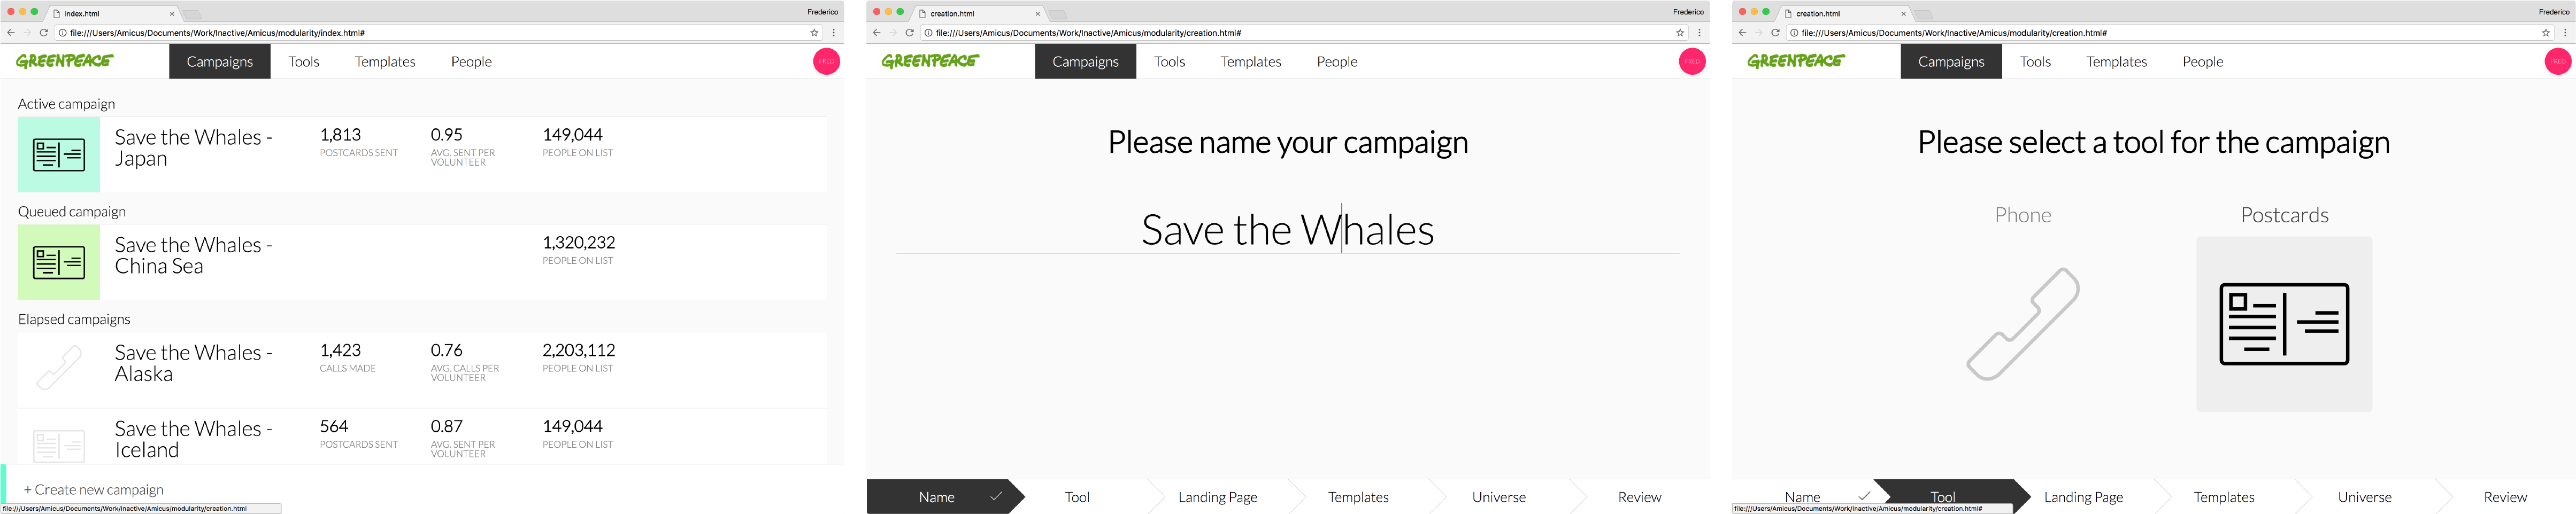 index.html
Frederico
file:///Users/Amicus/Documents/Work/Inactive/Amicus/modularity/index.html#
GREENPEACE
Campaigns Tools Templates People
FRED
Active campaign
Save the Whales -
Japan
1,813
POSTCARDS SENT
0.95
AVG. SENT PER
VOLUNTEER
149,044
PEOPLE ON LIST
Queued campaign
Save the Whales -
China Sea
1,320,232
PEOPLE ON LIST
Elapsed campaigns
Save the Whales -
Alaska
1,423
CALLS MADE
0.76
AVG. CALLS PER
VOLUNTEER
2,203,112
PEOPLE ON LIST
Save the Whales -
Iceland
564
POSTCARDS SENT
0.87
AVG. SENT PER
VOLUNTEER
149,044
PEOPLE ON LIST
+ Create new campaign
file:///Users/Amicus/Documents/Work/Inactive/Amicus/modularity/creation.html
creation.html
Frederico
file:///Users/Amicus/Documents/Work/Inactive/Amicus/modularity/creation.html#
GREENPEACE
Campaigns Tools Templates People
FRED
Please name your campaign
Save the Whales
Name Tool Landing Page Templates Universe Review
creation.html
Frederico
file:///Users/Amicus/Documents/Work/Inactive/Amicus/modularity/creation.html#
GREENPEACE
Campaigns Tools Templates People
FRED
Please select a tool for the campaign
Phone
Postcards
Name Tool Landing Page Templates Universe Review
file:///Users/Amicus/Documents/Work/Inactive/Amicus/modularity/creation.html#